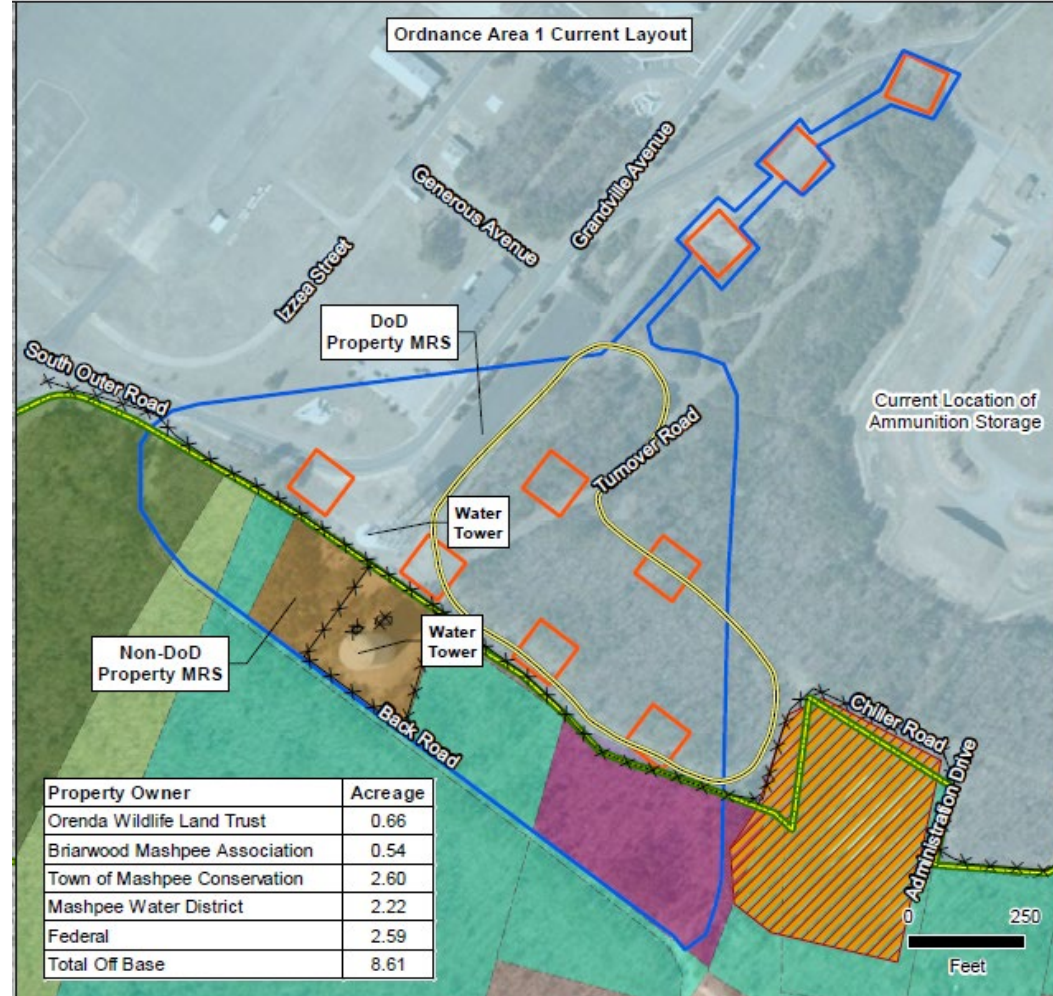 Ordnance Area 1 Current Layout
Grandville Avenue
Generous Avenue
Izzea Street
DoD
Property MRS
South Outer Road
Current Location of
Ammunition Storage
Turnover Road
Water
Tower
Water
Tower
Non-DoD
Property MRS
Back Road
Chiller Road
Administration Drive
Property Owner Acreage
Orenda Wildlife Land Trust 0.66
Briarwood Mashpee Association 0.54
Town of Mashpee Conservation 2.60
Mashpee Water District 2.22
Federal 2.59
Total Off Base 8.61
0 250
Feet